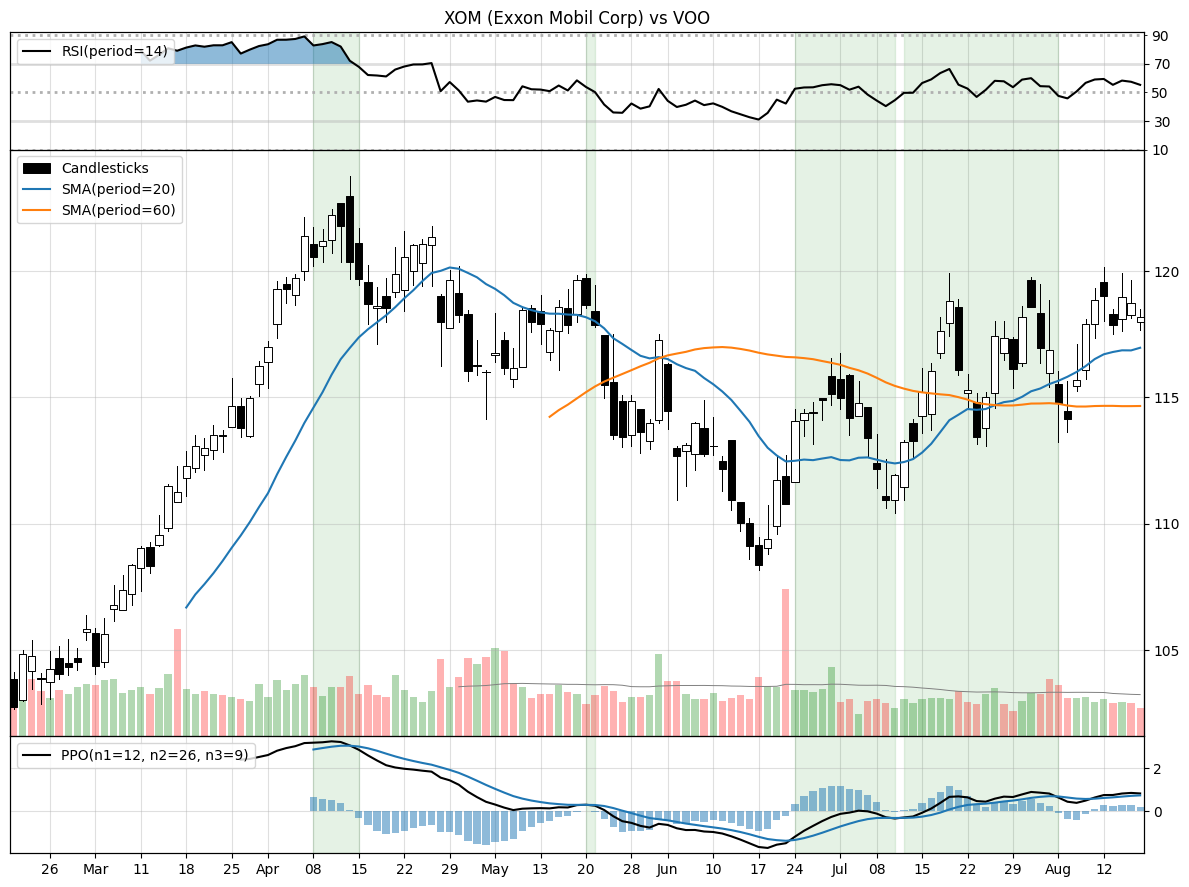 XOM (Exxon Mobil Corp) vs VOO
RSI(period=14)
90
70
50
30
10
Candlesticks
SMA(period=20)
SMA(period=60)
120
115
110
105
PPO(n1=12, n2=26, n3=9)
2
0
26 Mar 11 18 25 Apr 08 15 22 29 May 13 20 28 Jun 10 17 24 Jul 08 15 22 29 Aug 12